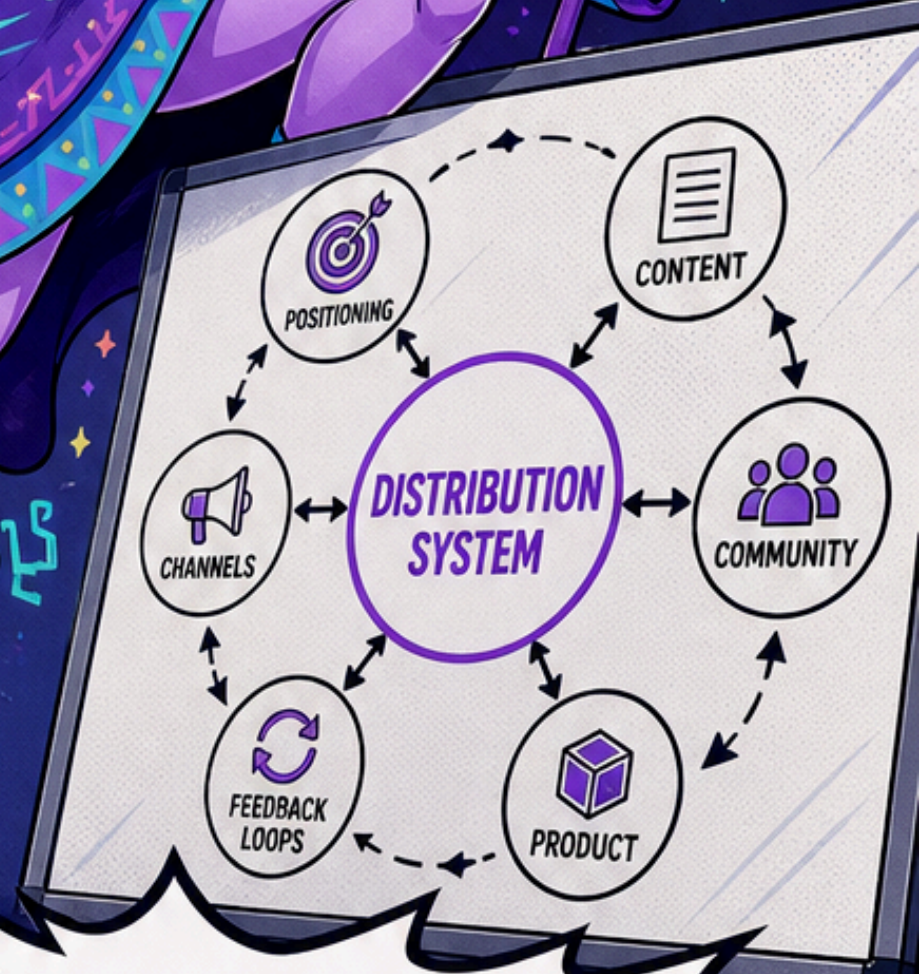 POSITIONING
CONTENT
CHANNELS
DISTRIBUTION
SYSTEM
COMMUNITY
FEEDBACK
LOOPS
PRODUCT